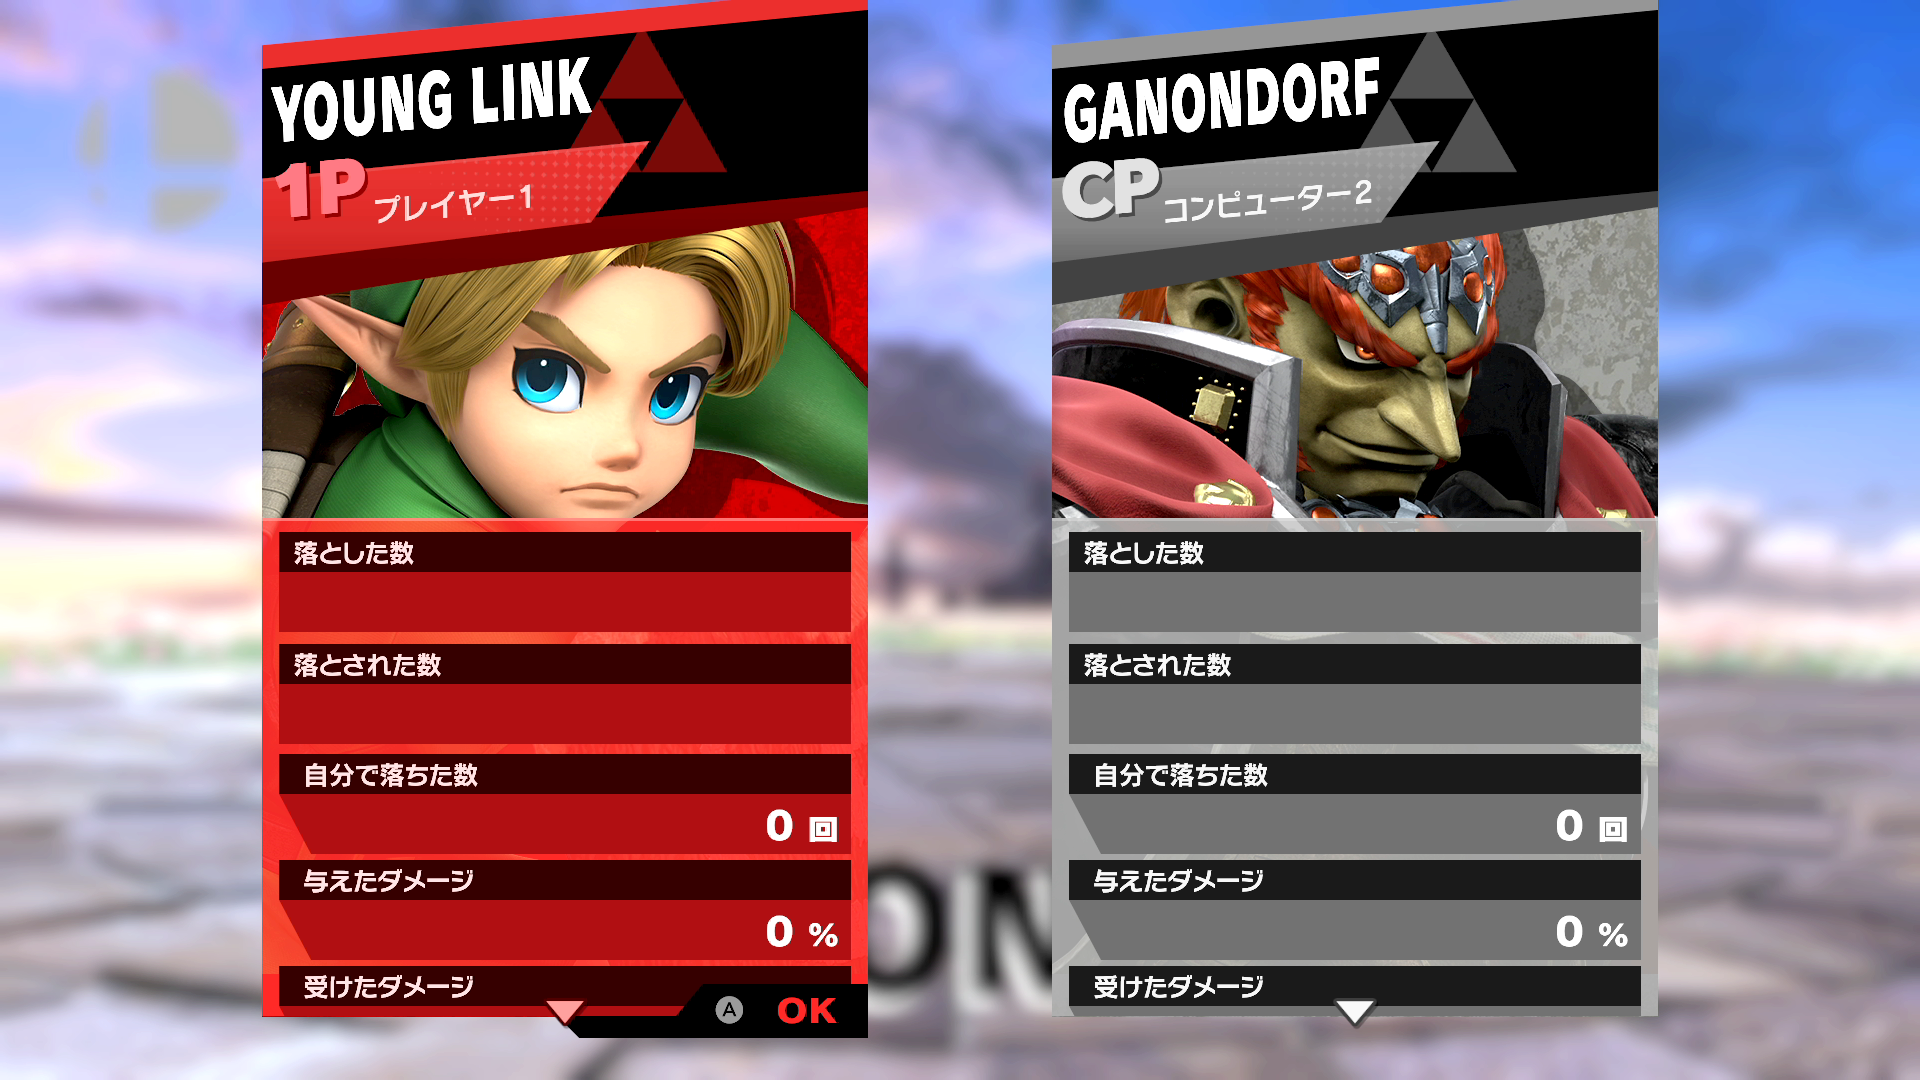 YOUNG LINK
1P プレイヤー1
落とした数
落とされた数
自分で落ちた数
0 回
与えたダメージ
0 %
受けたダメージ
A OK
GANONDORF
CP コンピューター2
落とした数
落とされた数
自分で落ちた数
0 回
与えたダメージ
0 %
受けたダメージ